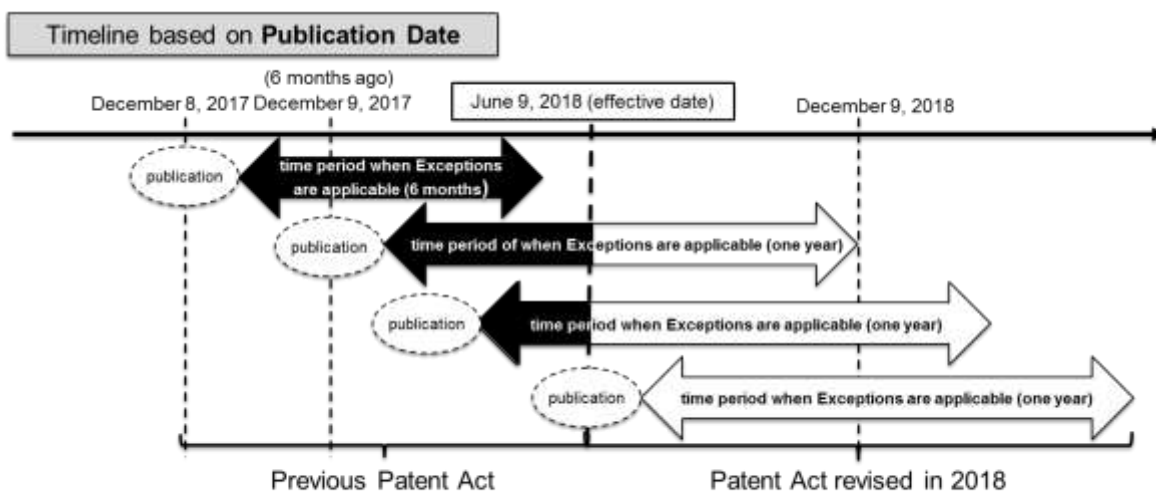 Timeline based on Publication Date
(6 months ago)
December 8, 2017 December 9, 2017
June 9, 2018 (effective date)
December 9, 2018
publication
time period when Exceptions
are applicable (6 months)
publication
time period of when Exceptions are applicable (one year)
publication
time period when Exceptions are applicable (one year)
publication
time period when Exceptions are applicable (one year)
Previous Patent Act
Patent Act revised in 2018